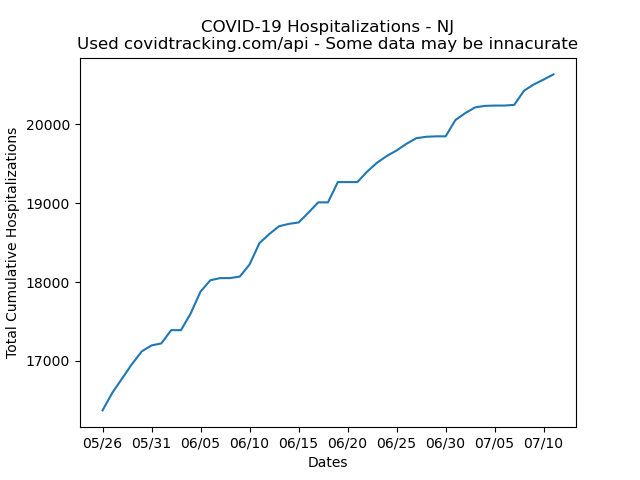 COVID-19 Hospitalizations - NJ
Used covidtracking.com/api - Some data may be innacurate
Total Cumulative Hospitalizations
20000
19000
18000
17000
05/26 05/31 06/05 06/10 06/15 06/20 06/25 06/30 07/05 07/10
Dates